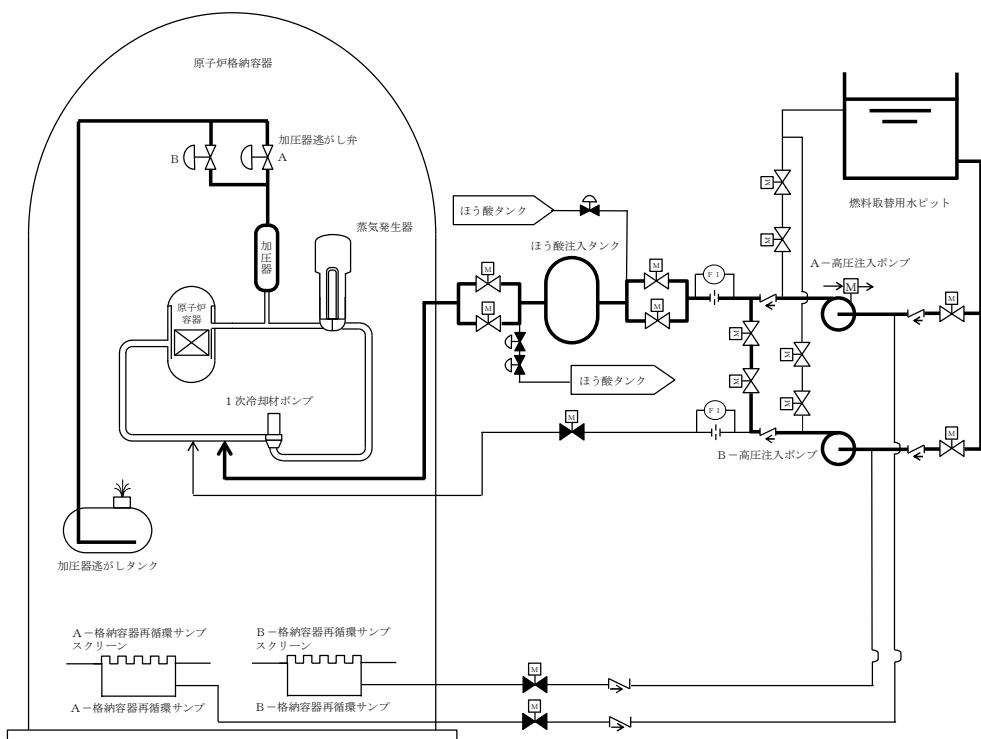 原子炉格納容器
加圧器逃がし弁
B
A
加圧器
蒸気発生器
原子炉
容器
1次冷却材ポンプ
加圧器逃がしタンク
ほう酸タンク
ほう酸注入タンク
M
M
M
M
FI
ほう酸タンク
M
FI
M
M
M
M
M
M
燃料取替用水ピット
A-高圧注入ポンプ
M
M
B-高圧注入ポンプ
M
A-格納容器再循環サンプ
スクリーン
A-格納容器再循環サンプ
B-格納容器再循環サンプ
スクリーン
B-格納容器再循環サンプ
M
M